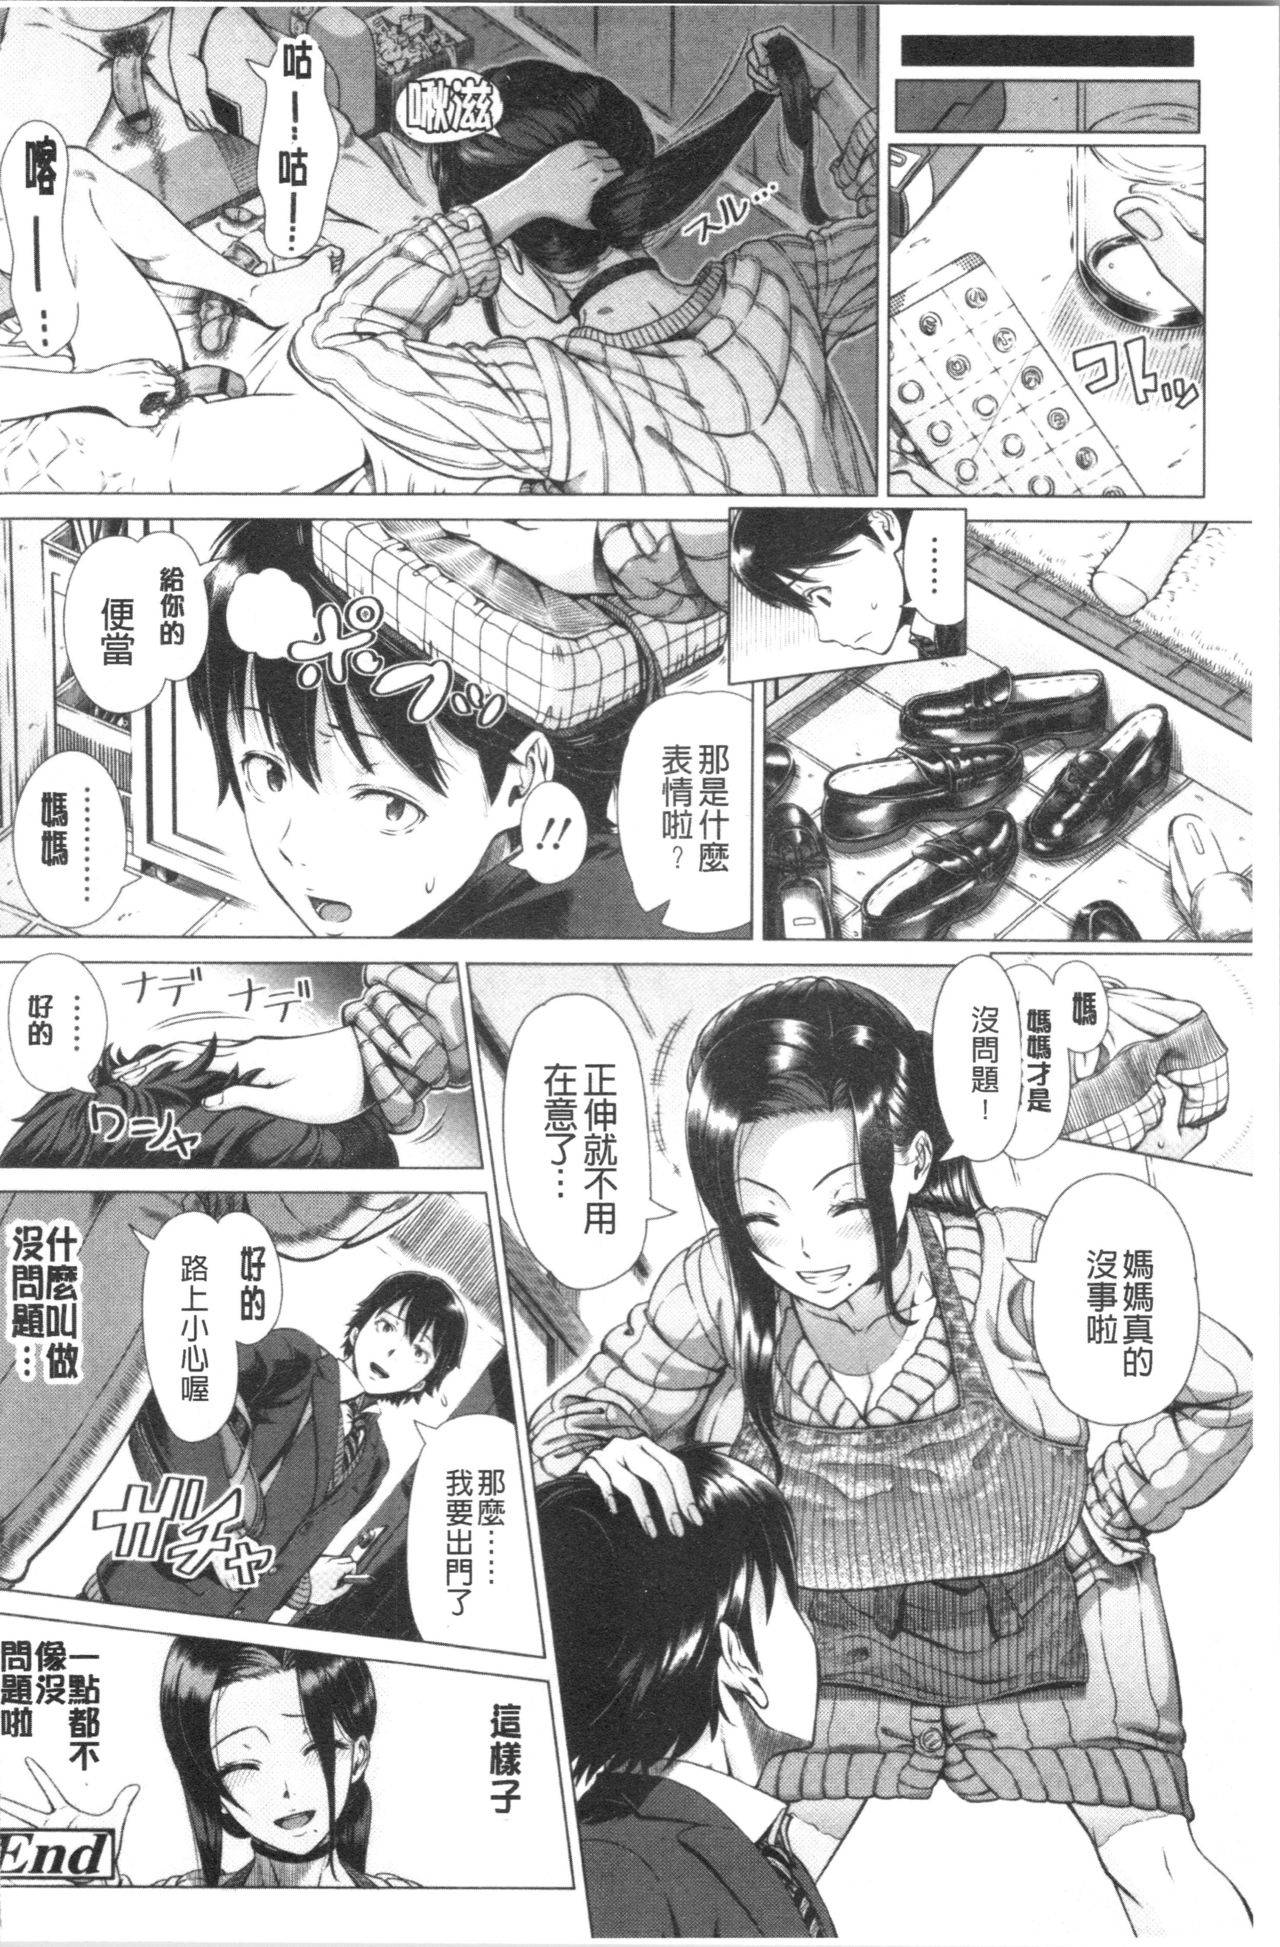 コトッ
スル…
啾滋
咕——…咕——…
喀———…
………
那是什麼
表情啦？
!!
ポフッ
給你的
便當
………
媽媽
媽
媽媽才是
沒問題！
媽媽真的
沒事啦
正伸就不用
在意了…
ナデ
ナデ
ワシャ
……
好的
那麼……
我要出門了
好的
路上小心喔
ガチャ
什麼叫做
沒問題…
這樣子
一點都不
像沒
問題啦
End